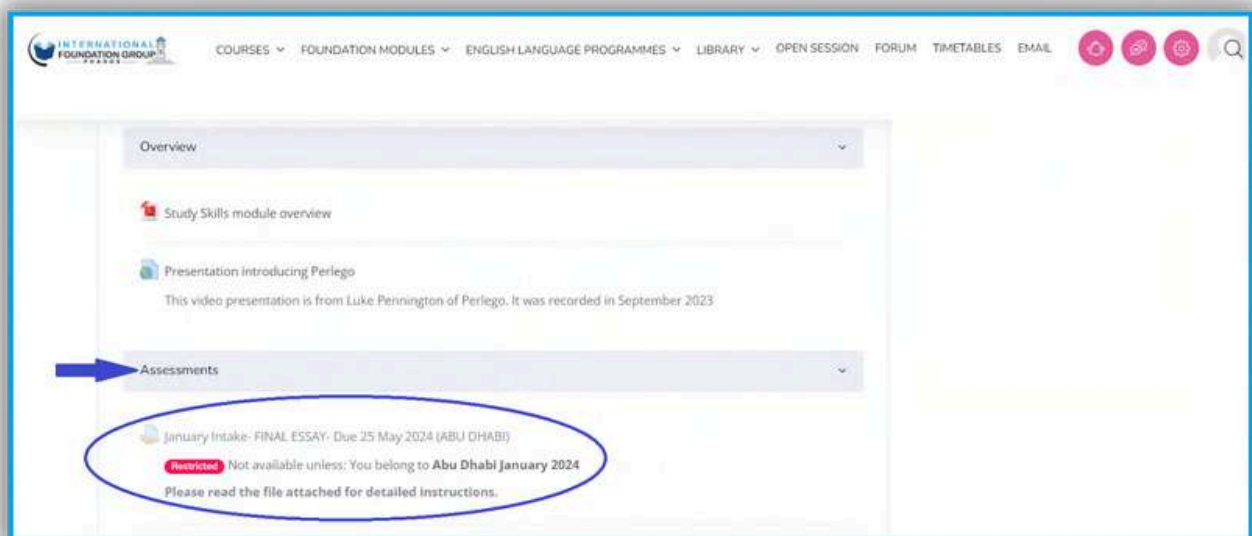 INTERNATIONAL
FOUNDATION GROUP
PHAROS
COURSES FOUNDATION MODULES ENGLISH LANGUAGE PROGRAMMES LIBRARY OPEN SESSION FORUM TIMETABLES EMAIL
Overview
Study Skills module overview
Presentation introducing Perlego
This video presentation is from Luke Pennington of Perlego. It was recorded in September 2023
Assessments
January Intake- FINAL ESSAY- Due 25 May 2024 (ABU DHABI)
Restricted Not available unless: You belong to Abu Dhabi January 2024
Please read the file attached for detailed instructions.